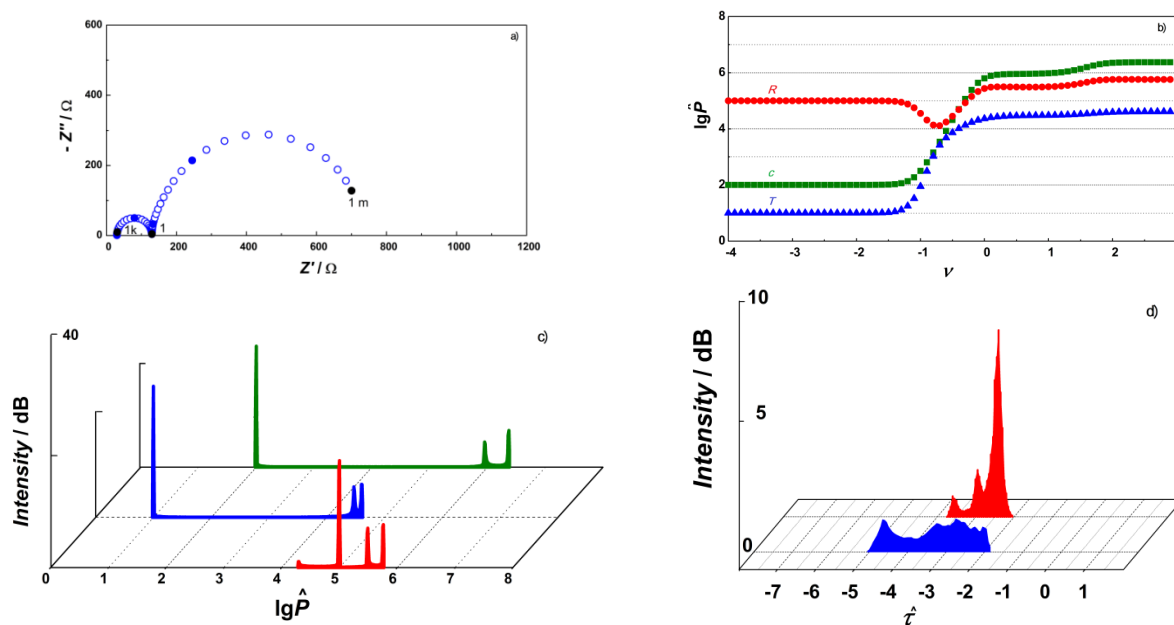 a)
600
400
200
0
- Z'' / Ω
1k
1
1 m
0 200 400 600 800 1000 1200
Z' / Ω
b)
8
6
4
2
0
lgP̂
R
c
T
-4 -3 -2 -1 0 1 2
ν
c)
40
Intensity / dB
0 1 2 3 4 5 6 7 8
lgP̂
d)
10
5
0
Intensity / dB
-7 -6 -5 -4 -3 -2 -1 0 1
τ̂